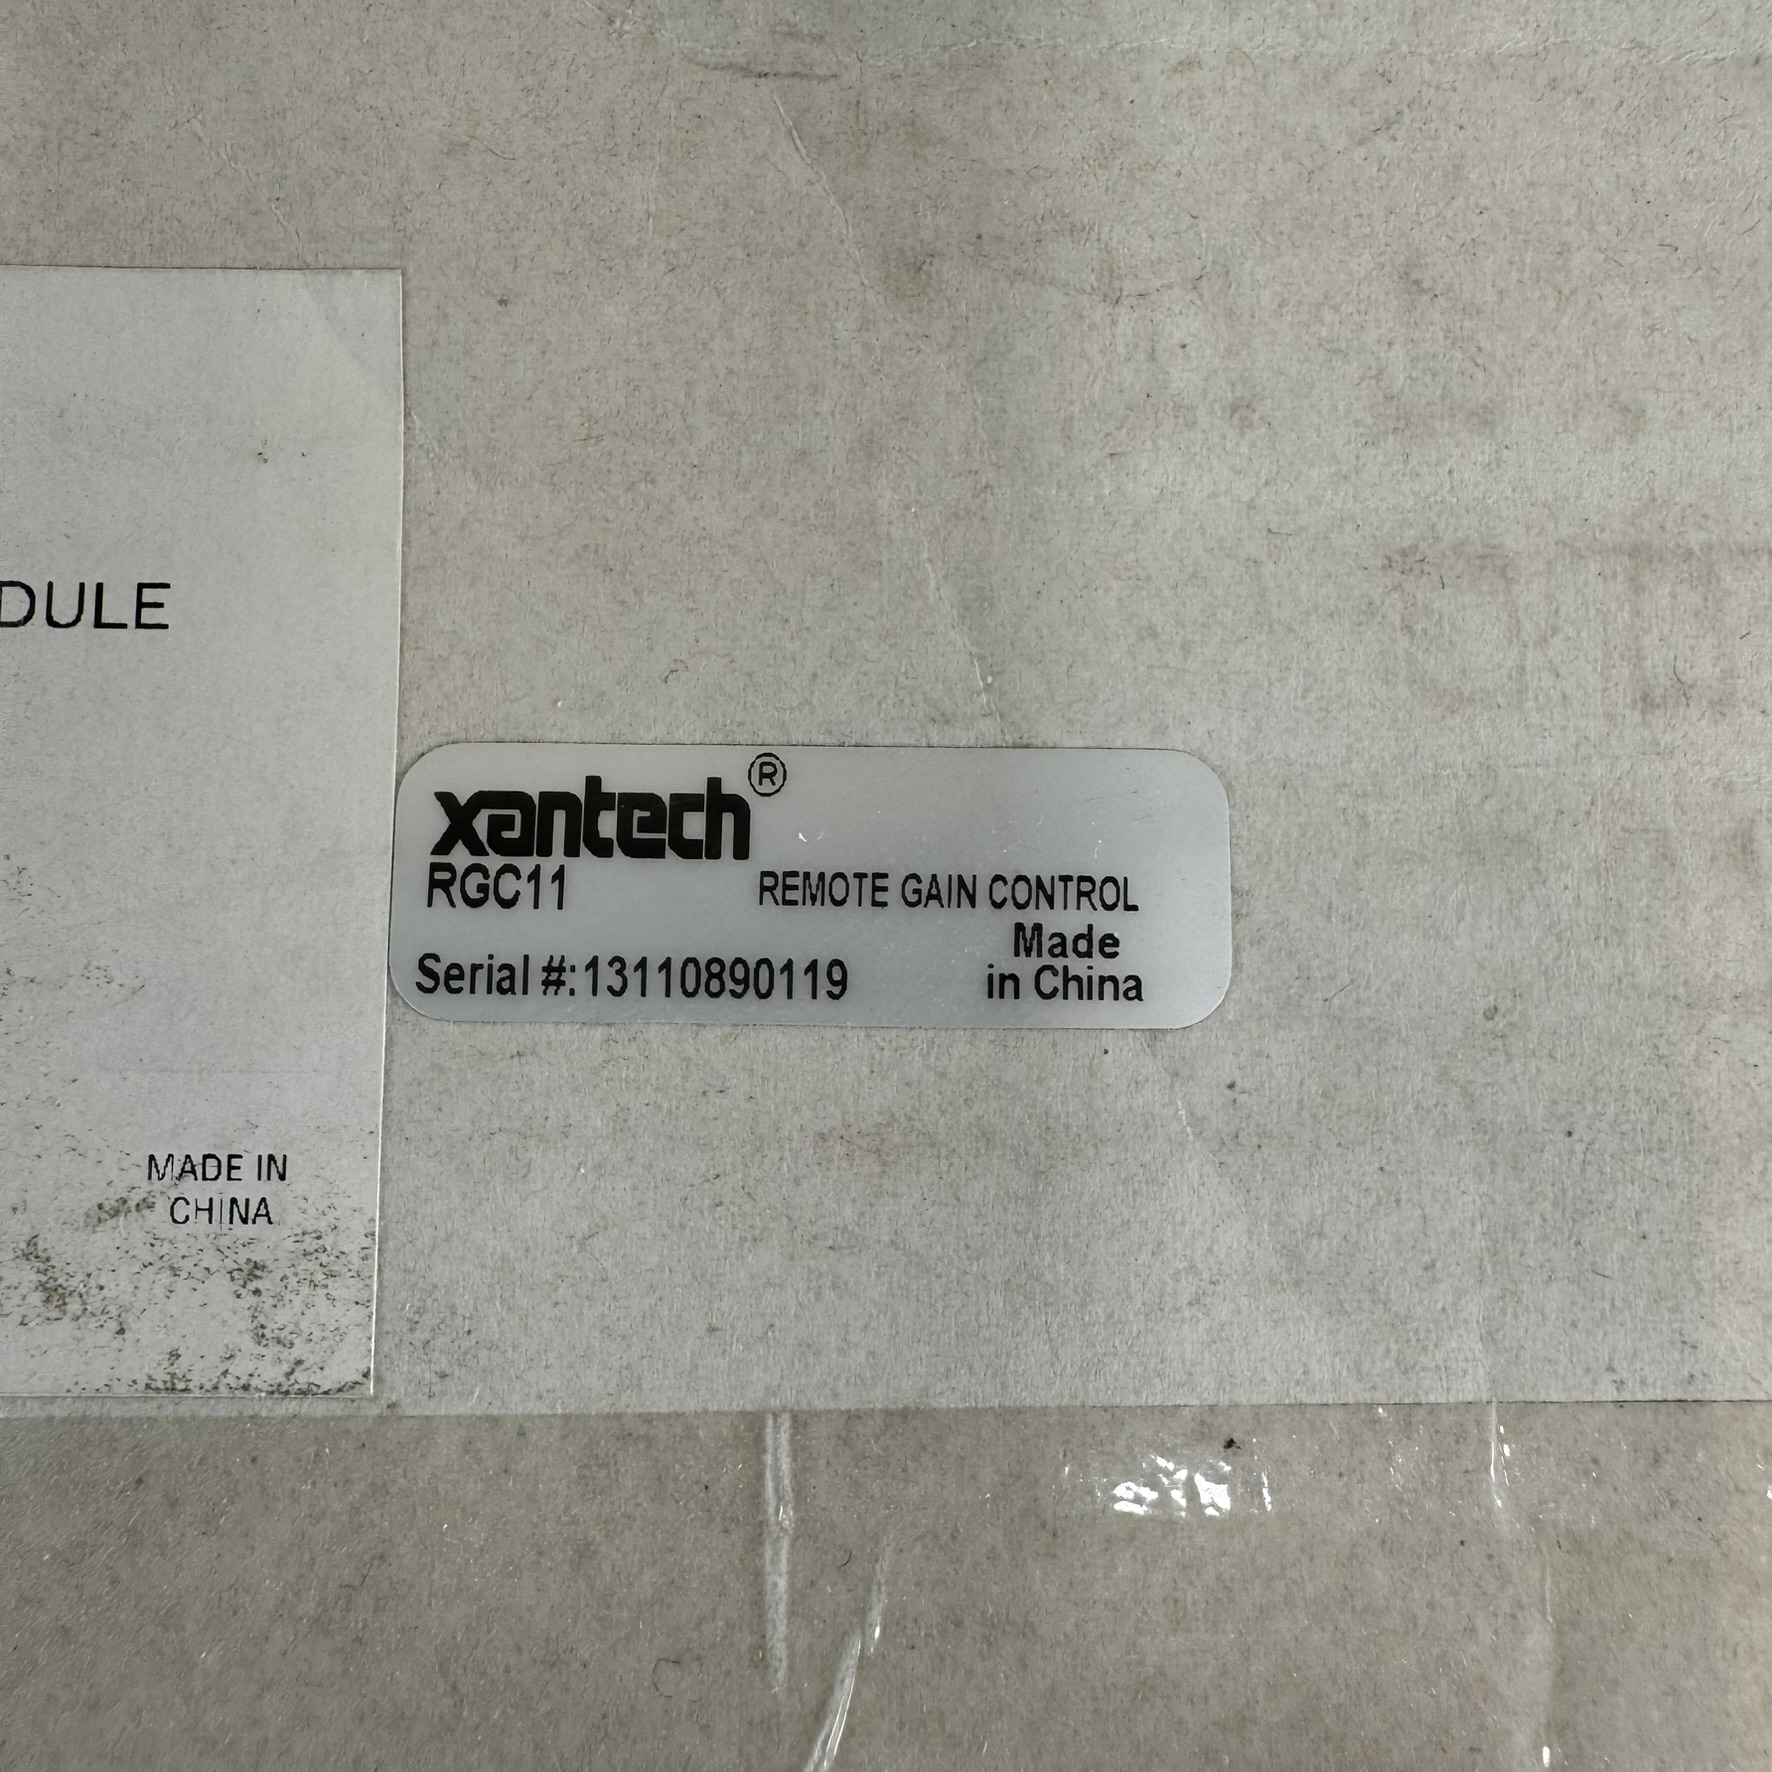 DULE
xantech®
RGC11 REMOTE GAIN CONTROL
Made
Serial #:13110890119 in China
MADE IN
CHINA